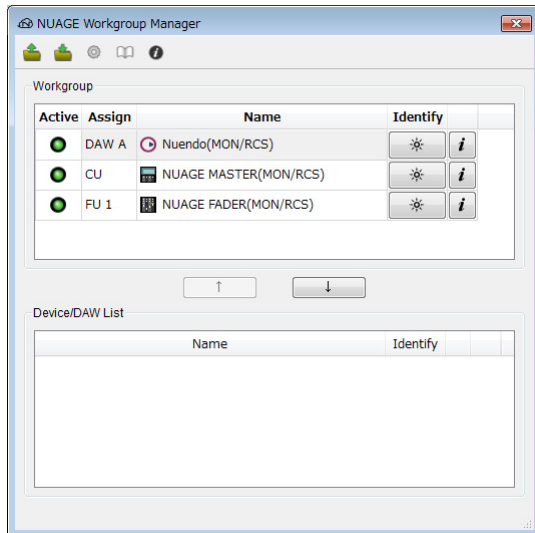 NUAGE Workgroup Manager
Workgroup
Active Assign Name Identify
DAW A Nuendo(MON/RCS) i
CU NUAGE MASTER(MON/RCS) i
FU 1 NUAGE FADER(MON/RCS) i
↑ ↓
Device/DAW List
Name Identify